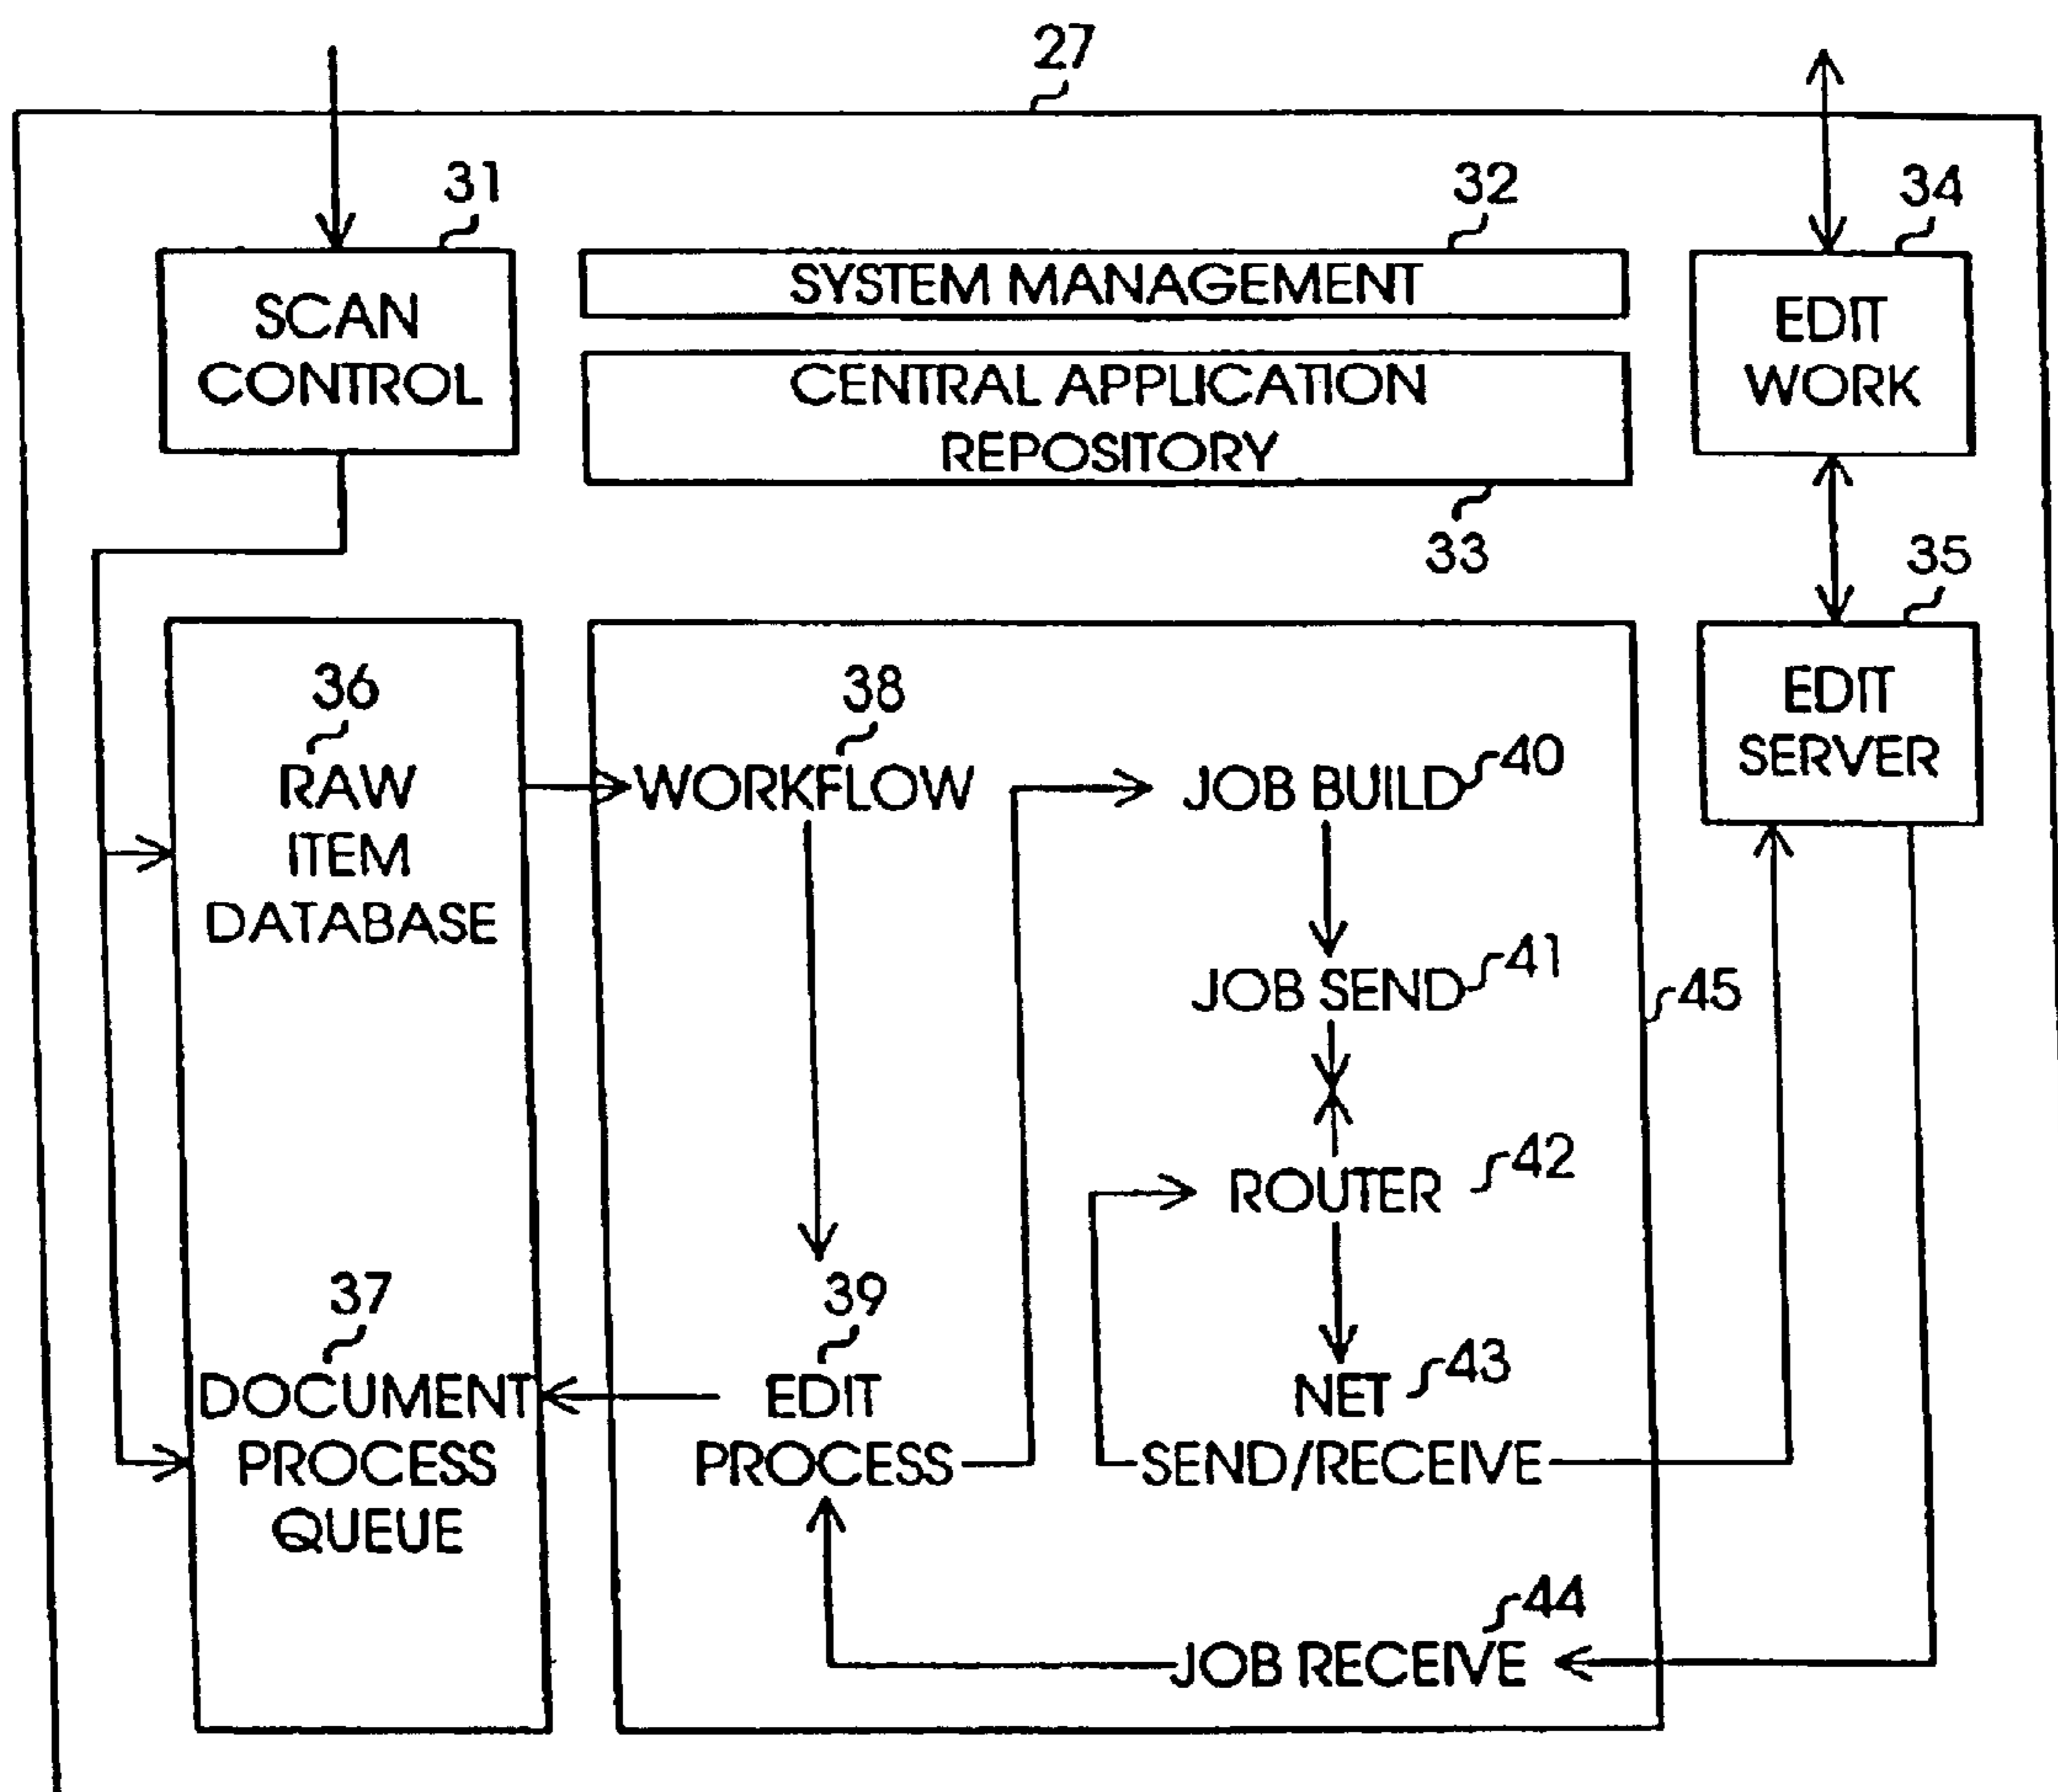 27
31
SCAN
CONTROL
32
SYSTEM MANAGEMENT
CENTRAL APPLICATION
REPOSITORY
33
34
EDIT
WORK
35
EDIT
SERVER
36
RAW
ITEM
DATABASE
37
DOCUMENT
PROCESS
QUEUE
38
WORKFLOW
39
EDIT
PROCESS
JOB BUILD 40
JOB SEND 41
ROUTER 42
NET 43
SEND/RECEIVE
44
JOB RECEIVE
45